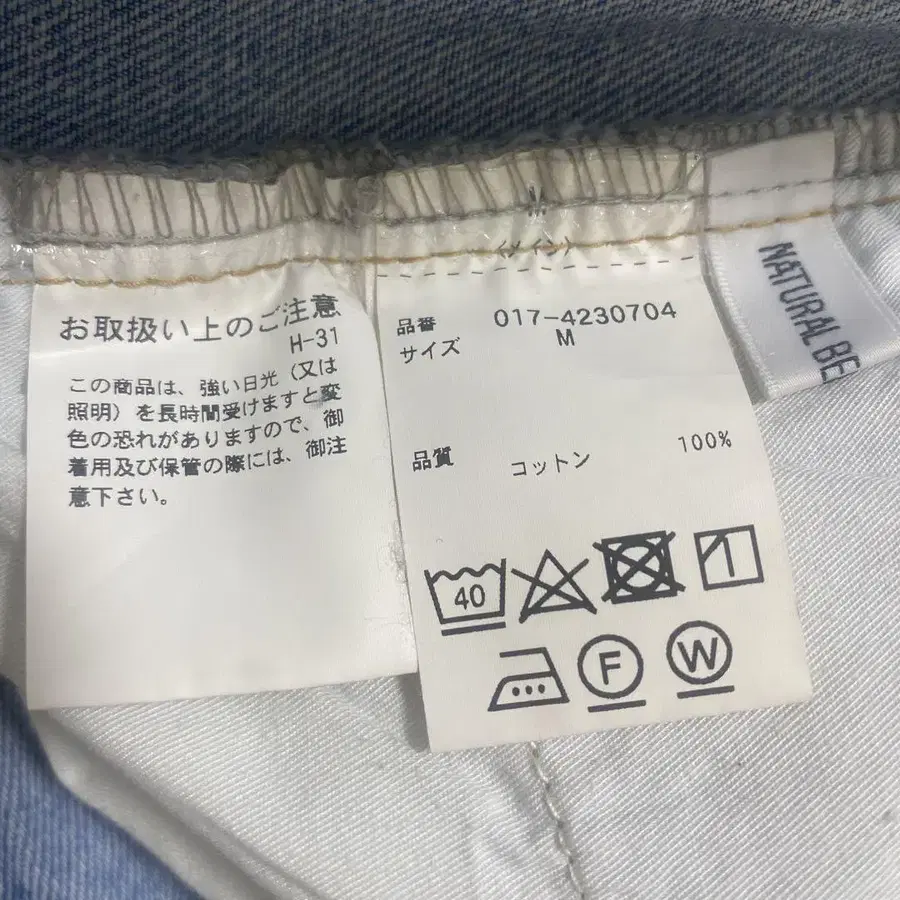 お取扱い上のご注意
H-31
この商品は、強い日光（又は
照明）を長時間受けますと変
色の恐れがありますので、御
着用及び保管の際には、御注
意下さい。
〈メイン〉
品番 017-4230704
サイズ M
品質 コットン 100%
40
F W
NATURAL BE